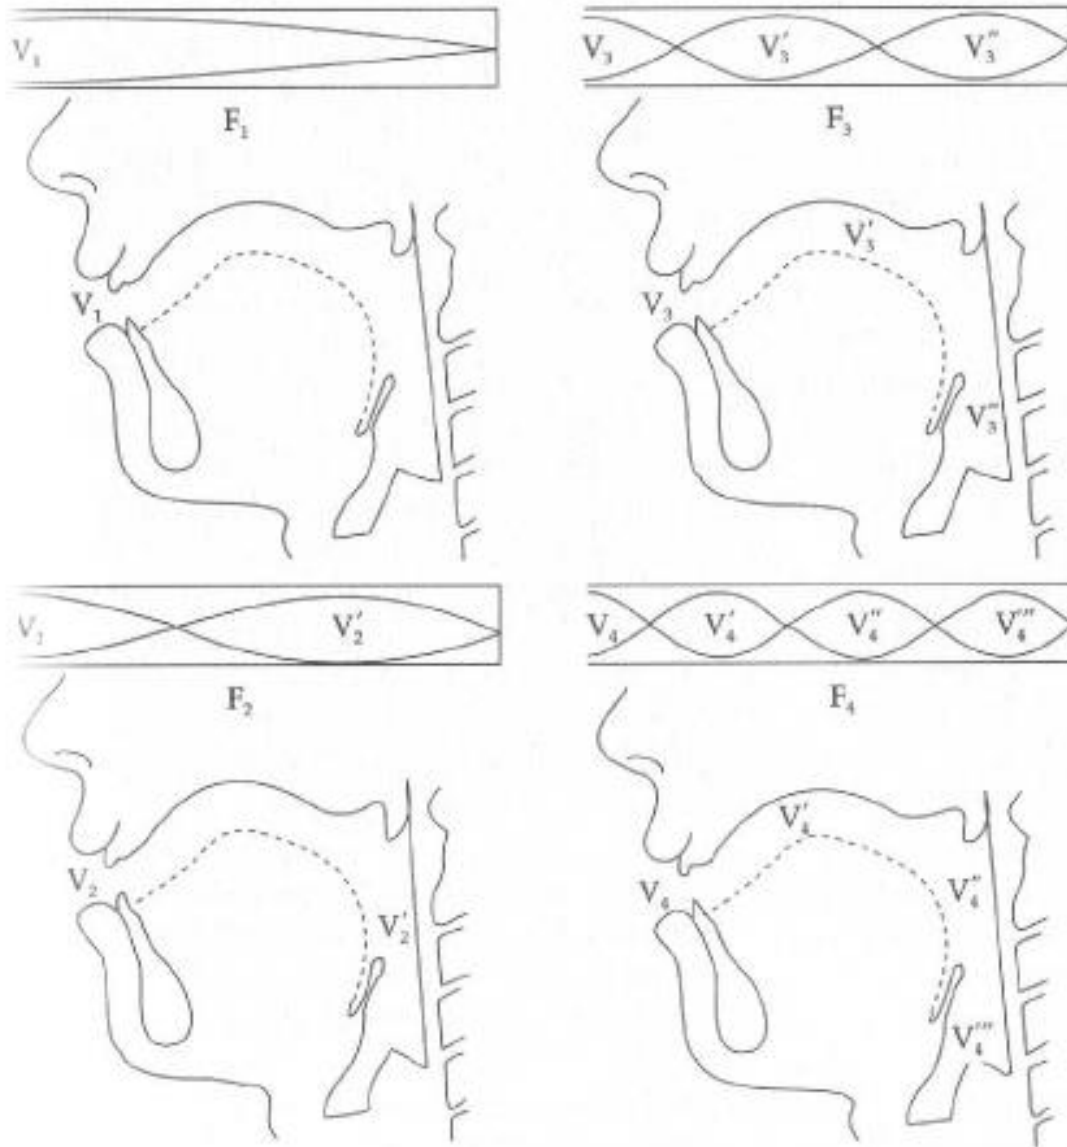 V₁
V₃ V₃′ V₃″
F₁
F₃
V₃′
V₁
V₃
V₃″
V₂ V₂′
V₄ V₄′ V₄″ V₄‴
F₂
F₄
V₄′
V₂
V₄
V₄″
V₂′
V₄‴